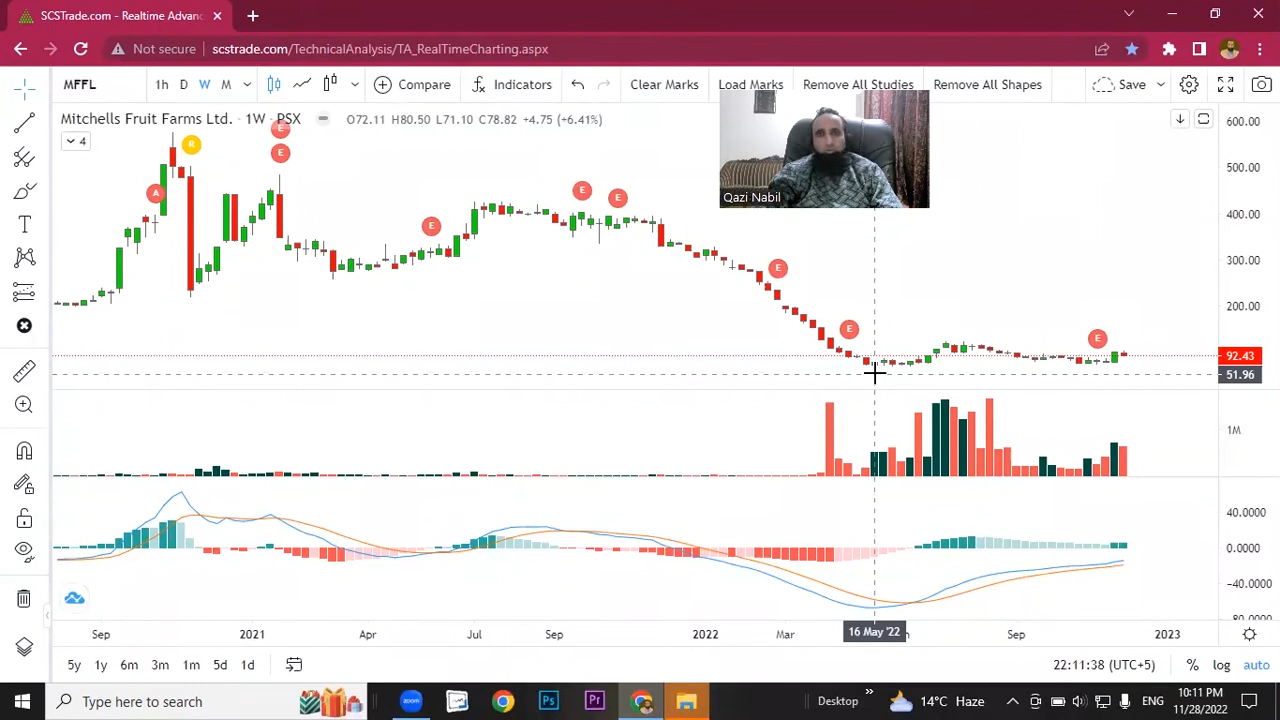 SCSTrade.com - Realtime Advanc
Not secure
scstrade.com/TechnicalAnalysis/TA_RealTimeCharting.aspx
MFFL 1h D W M Compare Indicators Clear Marks Load Marks Remove All Studies Remove All Shapes Save
Mitchells Fruit Farms Ltd. · 1W · PSX O72.11 H80.50 L71.10 C78.82 +4.75 (+6.41%)
4
A R E E E E E E E E
Qazi Nabil
600.00
500.00
400.00
300.00
200.00
92.43
51.96
1M
40.0000
0.0000
−40.0000
Sep 2021 Apr Jul Sep 2022 Mar 16 May '22 Sep 2023
5y 1y 6m 3m 1m 5d 1d 22:11:38 (UTC+5) % log auto
Type here to search
zoom
Ps
Pr
Desktop
14°C Haze
ENG
10:11 PM
11/28/2022